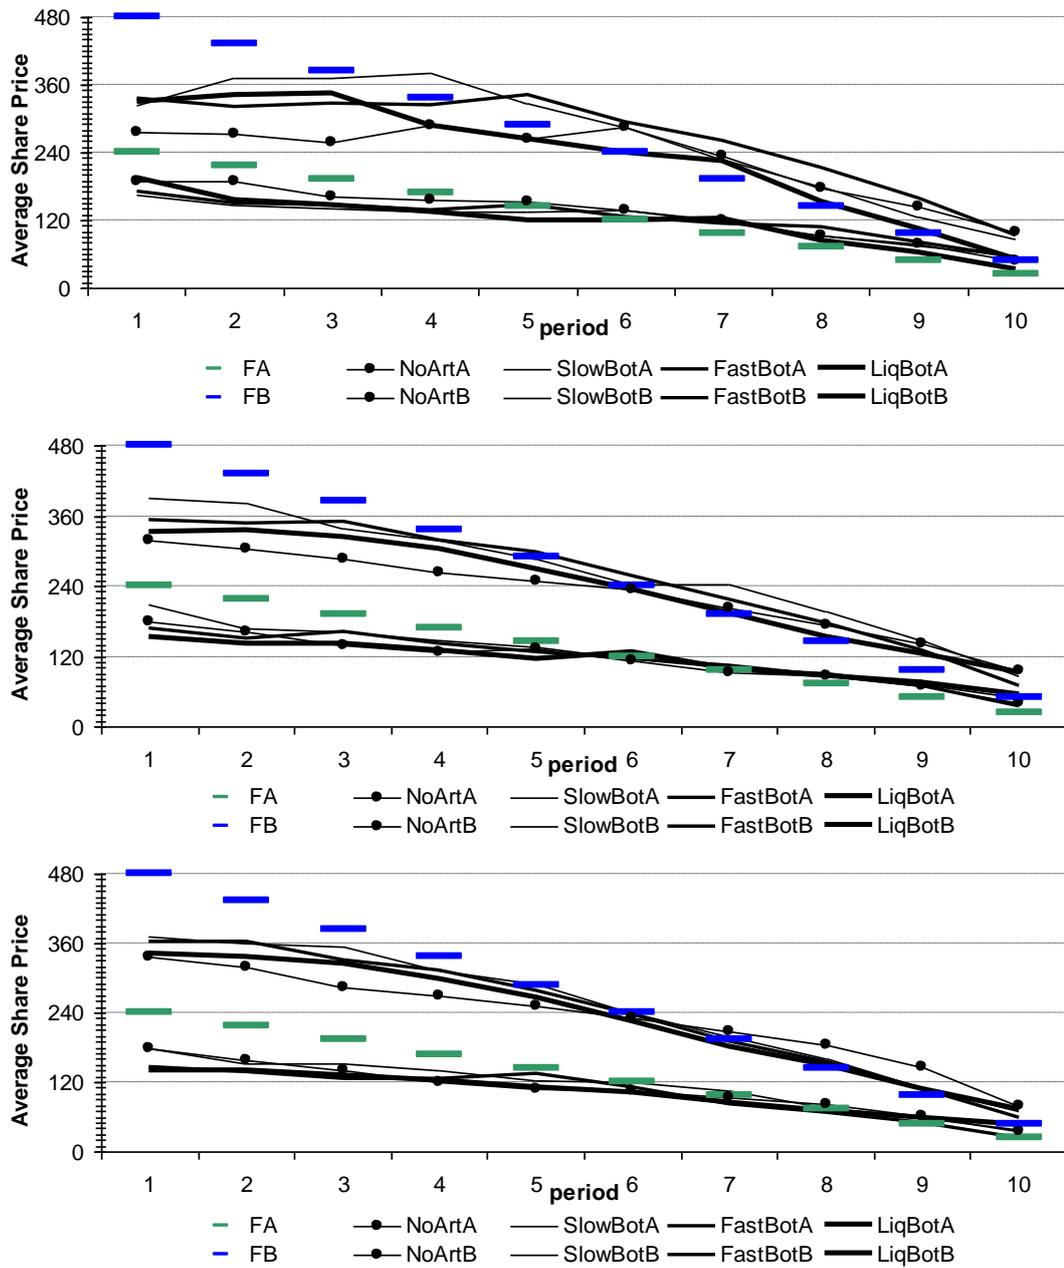 480
360
240
120
0
Average Share Price
1 2 3 4 5 6 7 8 9 10
period
FA NoArtA SlowBotA FastBotA LiqBotA
FB NoArtB SlowBotB FastBotB LiqBotB
480
360
240
120
0
Average Share Price
1 2 3 4 5 6 7 8 9 10
period
FA NoArtA SlowBotA FastBotA LiqBotA
FB NoArtB SlowBotB FastBotB LiqBotB
480
360
240
120
0
Average Share Price
1 2 3 4 5 6 7 8 9 10
period
FA NoArtA SlowBotA FastBotA LiqBotA
FB NoArtB SlowBotB FastBotB LiqBotB